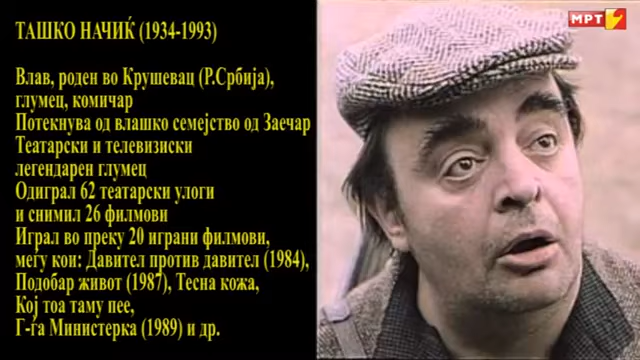 ТАШКО НАЧИЌ (1934-1993)
Влав, роден во Крушевац (Р.Србија),
глумец, комичар
Потекнува од влашко семејство од Заечар
Театарски и телевизиски
легендарен глумец
Одиграл 62 театарски улоги
и снимил 26 филмови
Играл во преку 20 играни филмови,
меѓу кои: Давител против давител (1984),
Подобар живот (1987), Тесна кожа,
Кој тоа таму пее,
Г-ѓа Министерка (1989) и др.
МРТ